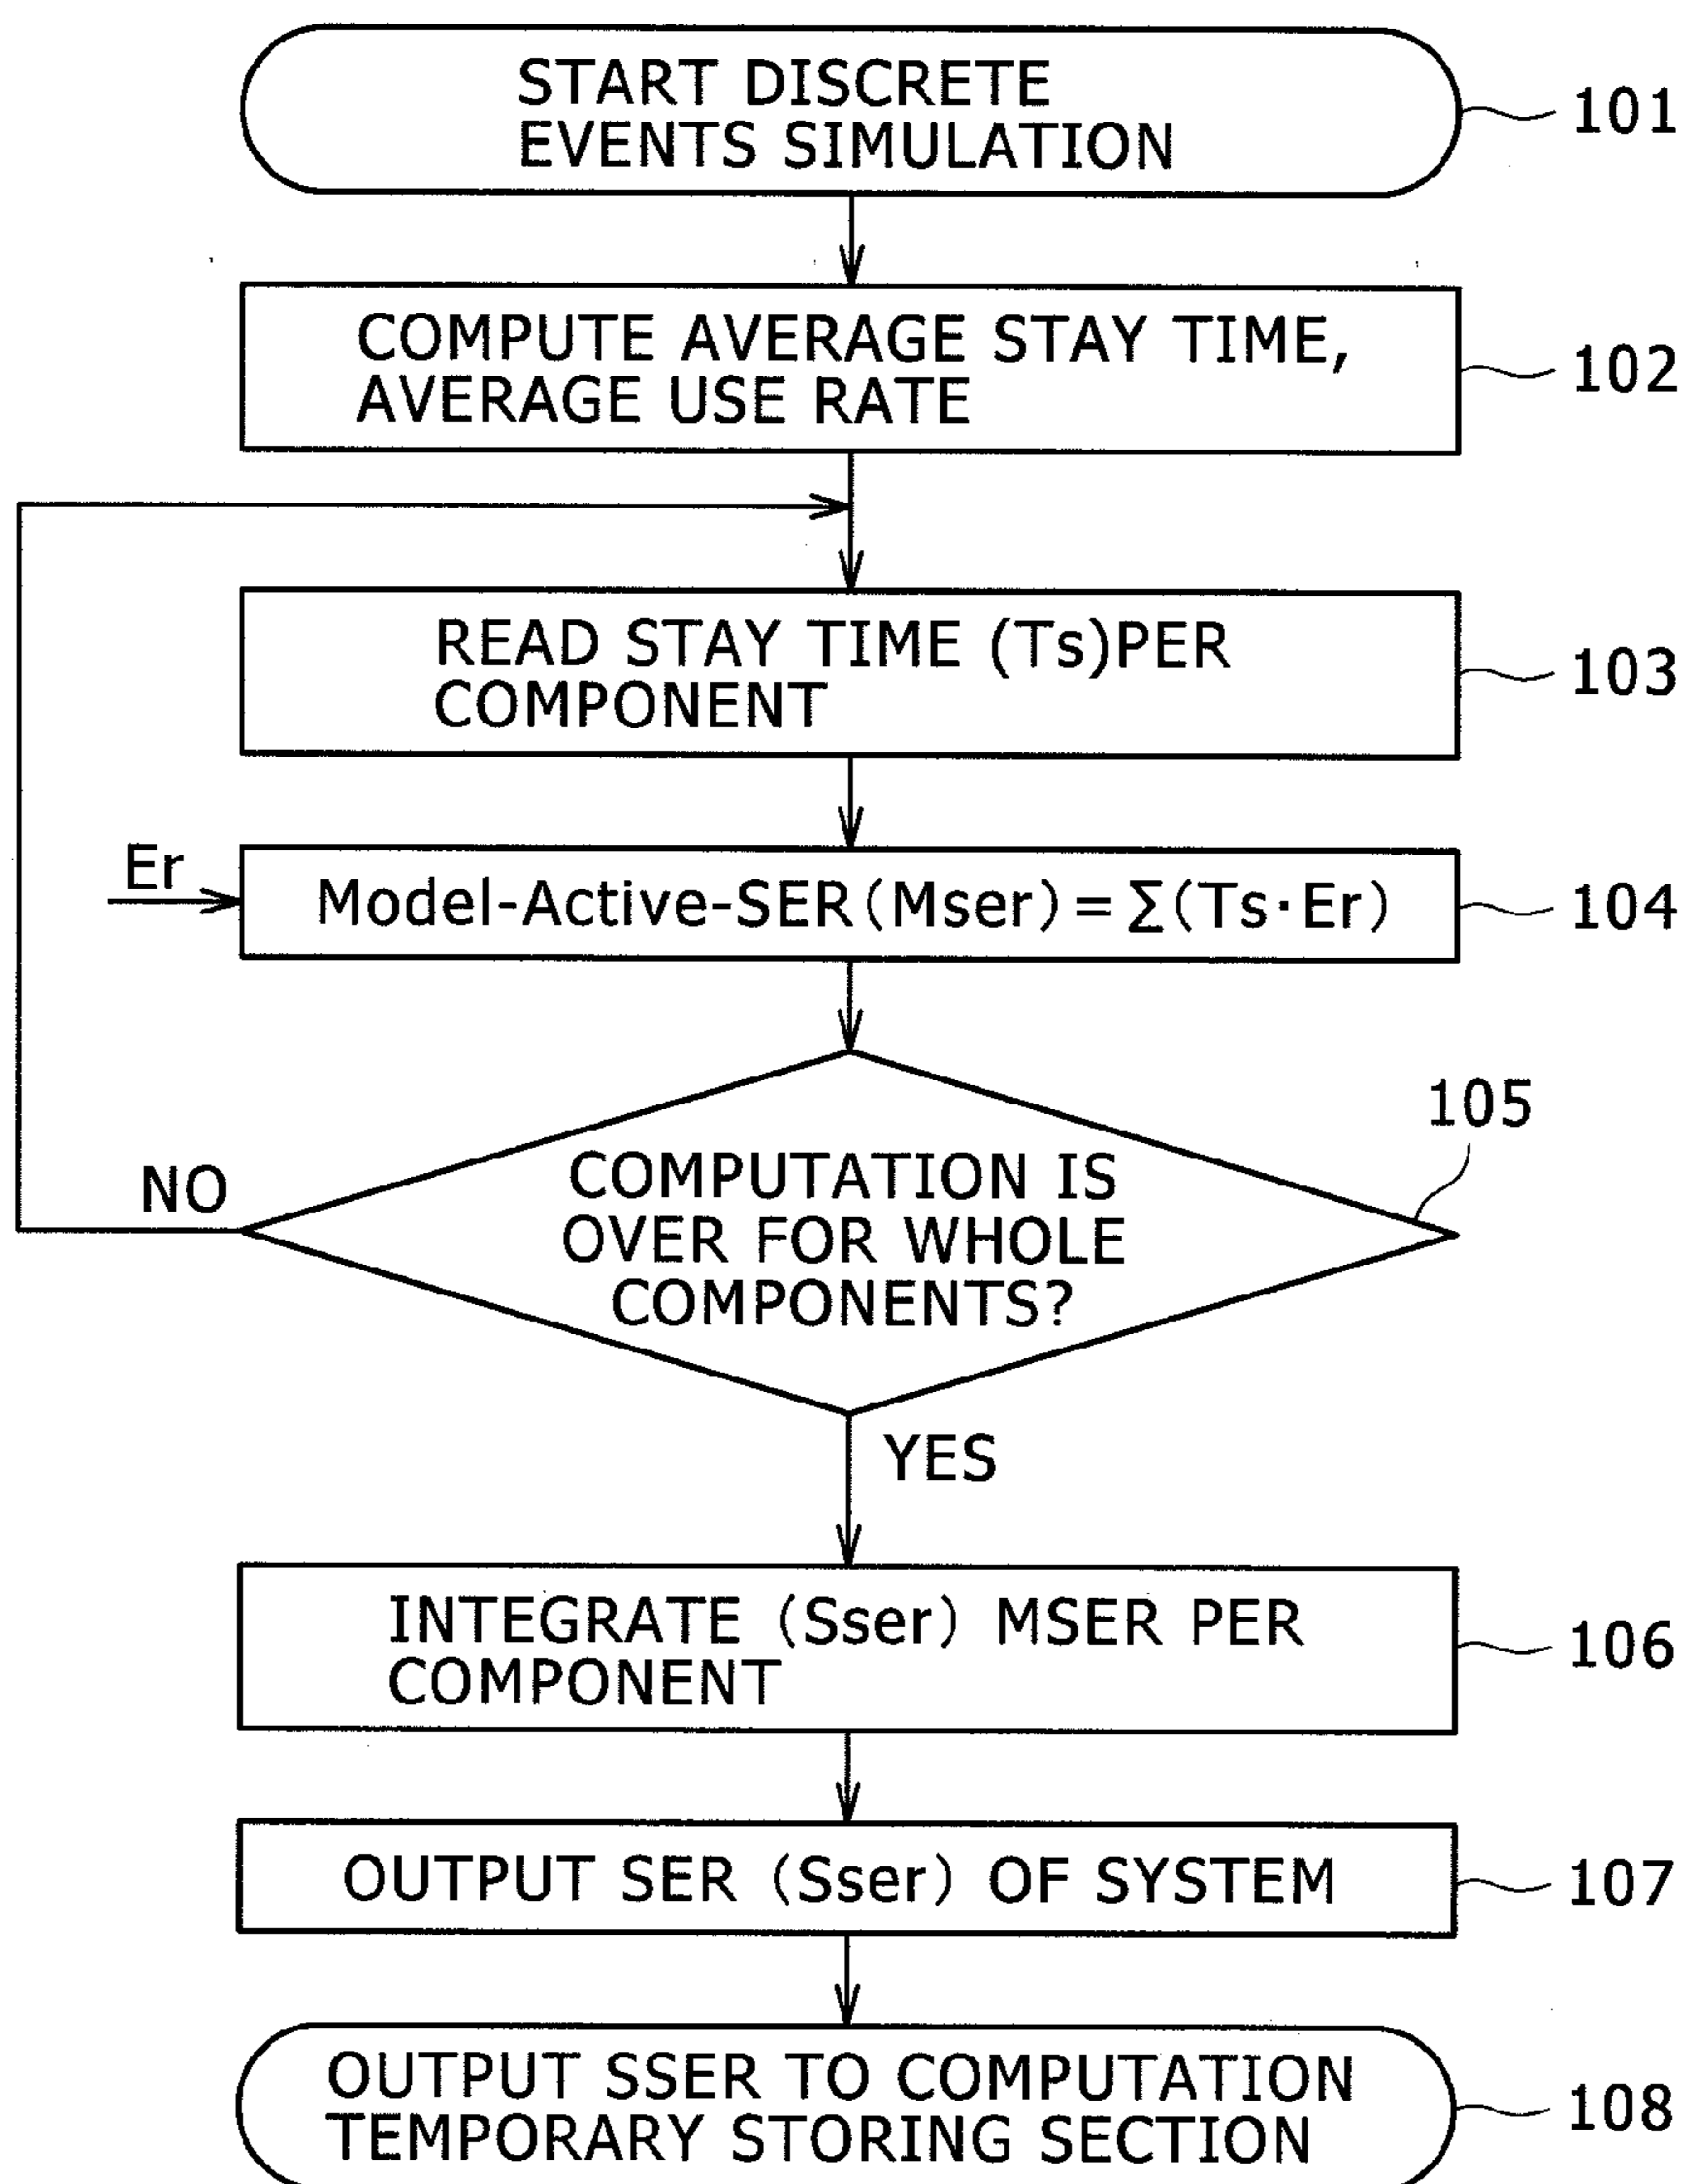 START DISCRETE
EVENTS SIMULATION
101
COMPUTE AVERAGE STAY TIME,
AVERAGE USE RATE
102
READ STAY TIME (Ts)PER
COMPONENT
103
Er
Model-Active-SER(Mser)=Σ(Ts·Er)
104
105
COMPUTATION IS
OVER FOR WHOLE
COMPONENTS?
NO
YES
INTEGRATE (Sser) MSER PER
COMPONENT
106
OUTPUT SER (Sser) OF SYSTEM
107
OUTPUT SSER TO COMPUTATION
TEMPORARY STORING SECTION
108